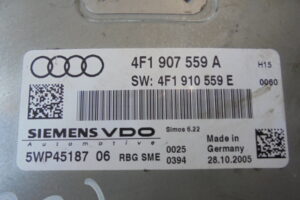 4F1 907 559 A
H15
SW: 4F1 910 559 E
0060
SIEMENS VDO
Automotive
Simos 6.22
Made in
Germany
5WP45187 06
RBG SME
0025
0394
28.10.2005